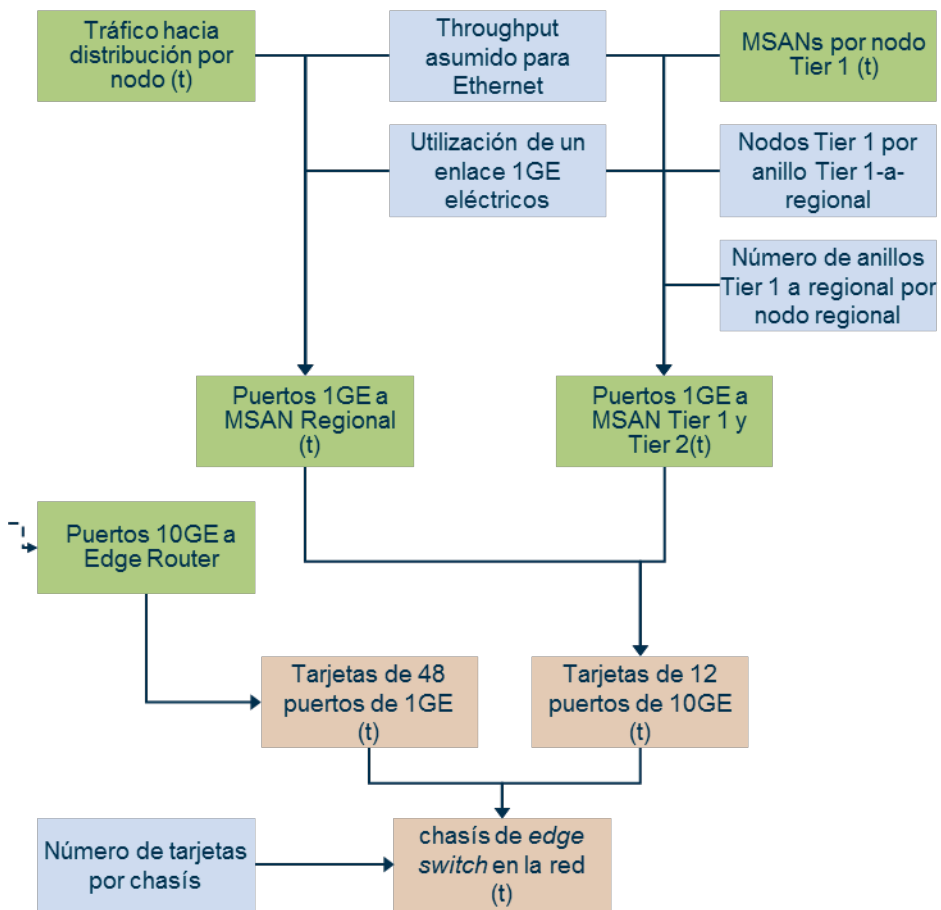 Tráfico hacia
distribución por
nodo (t)
Throughput
asumido para
Ethernet
MSANs por nodo
Tier 1 (t)
Utilización de un
enlace 1GE
eléctricos
Nodos Tier 1 por
anillo Tier 1-a-
regional
Número de anillos
Tier 1 a regional por
nodo regional
Puertos 1GE a
MSAN Regional
(t)
Puertos 1GE a
MSAN Tier 1 y
Tier 2(t)
Puertos 10GE a
Edge Router
Tarjetas de 48
puertos de 1GE
(t)
Tarjetas de 12
puertos de 10GE
(t)
Número de tarjetas
por chasís
chasís de edge
switch en la red
(t)